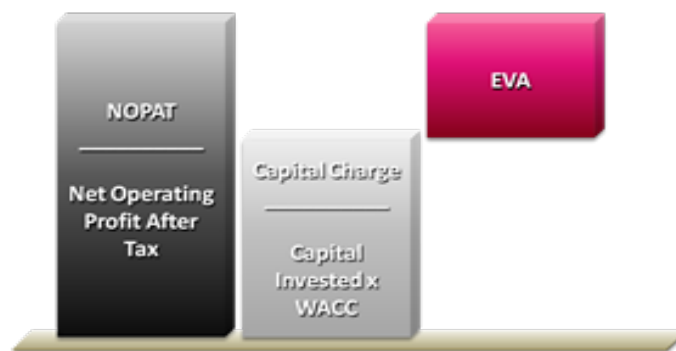 NOPAT
Net Operating
Profit After
Tax
Capital Charge
Capital
Invested x
WACC
EVA